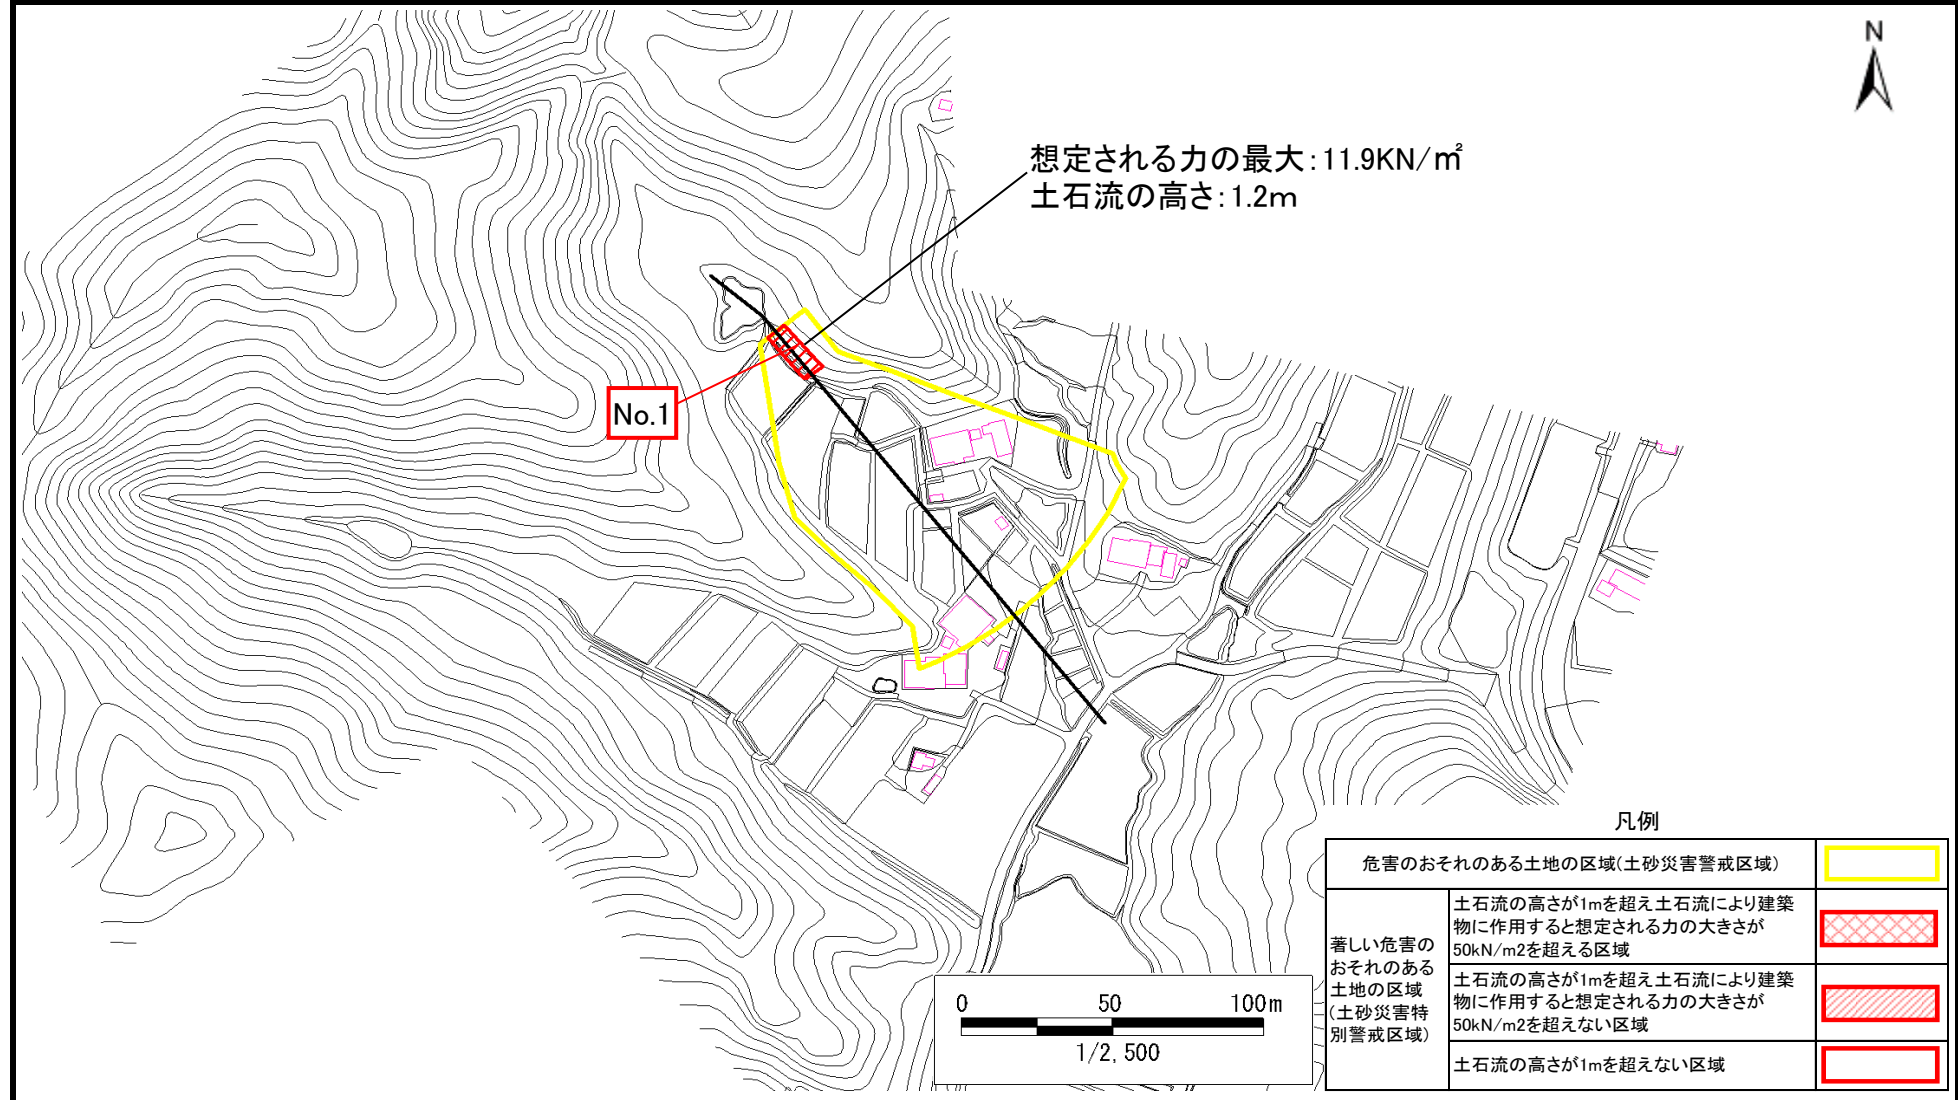 N
想定される力の最大:11.9KN/㎡
土石流の高さ:1.2m
No.1
凡例
危害のおそれのある土地の区域(土砂災害警戒区域)
著しい危害の
おそれのある
土地の区域
(土砂災害特
別警戒区域)
土石流の高さが1mを超え土石流により建築
物に作用すると想定される力の大きさが
50kN/m2を超える区域
土石流の高さが1mを超え土石流により建築
物に作用すると想定される力の大きさが
50kN/m2を超えない区域
土石流の高さが1mを超えない区域
0 50 100m
1/2,500